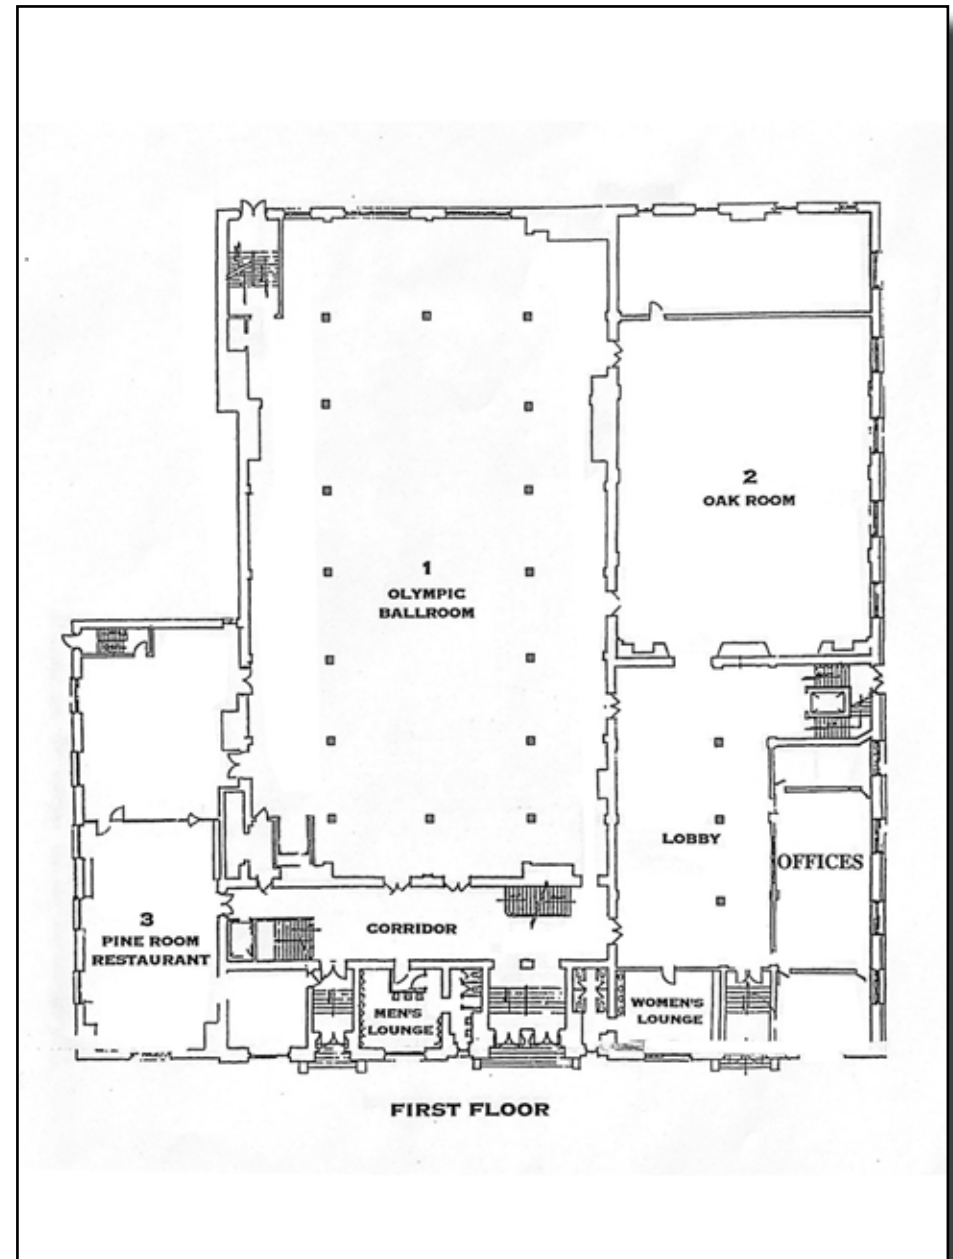 2
OAK ROOM
1
OLYMPIC
BALLROOM
LOBBY
OFFICES
3
PINE ROOM
RESTAURANT
CORRIDOR
MEN'S
LOUNGE
WOMEN'S
LOUNGE
FIRST FLOOR